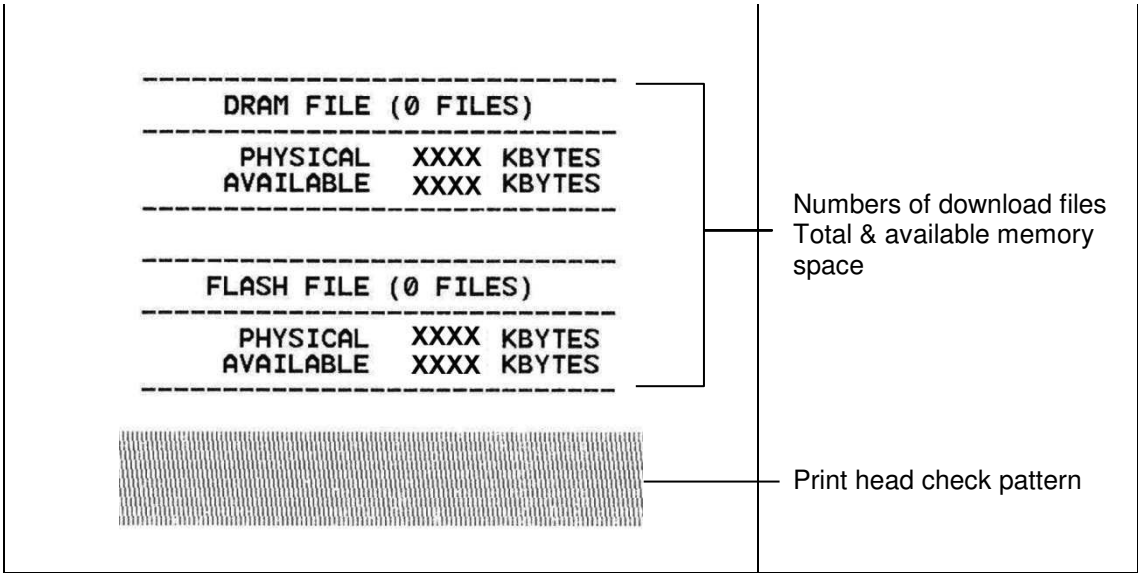 DRAM FILE (0 FILES)
PHYSICAL XXXX KBYTES
AVAILABLE XXXX KBYTES
FLASH FILE (0 FILES)
PHYSICAL XXXX KBYTES
AVAILABLE XXXX KBYTES
Numbers of download files
Total & available memory
space
Print head check pattern